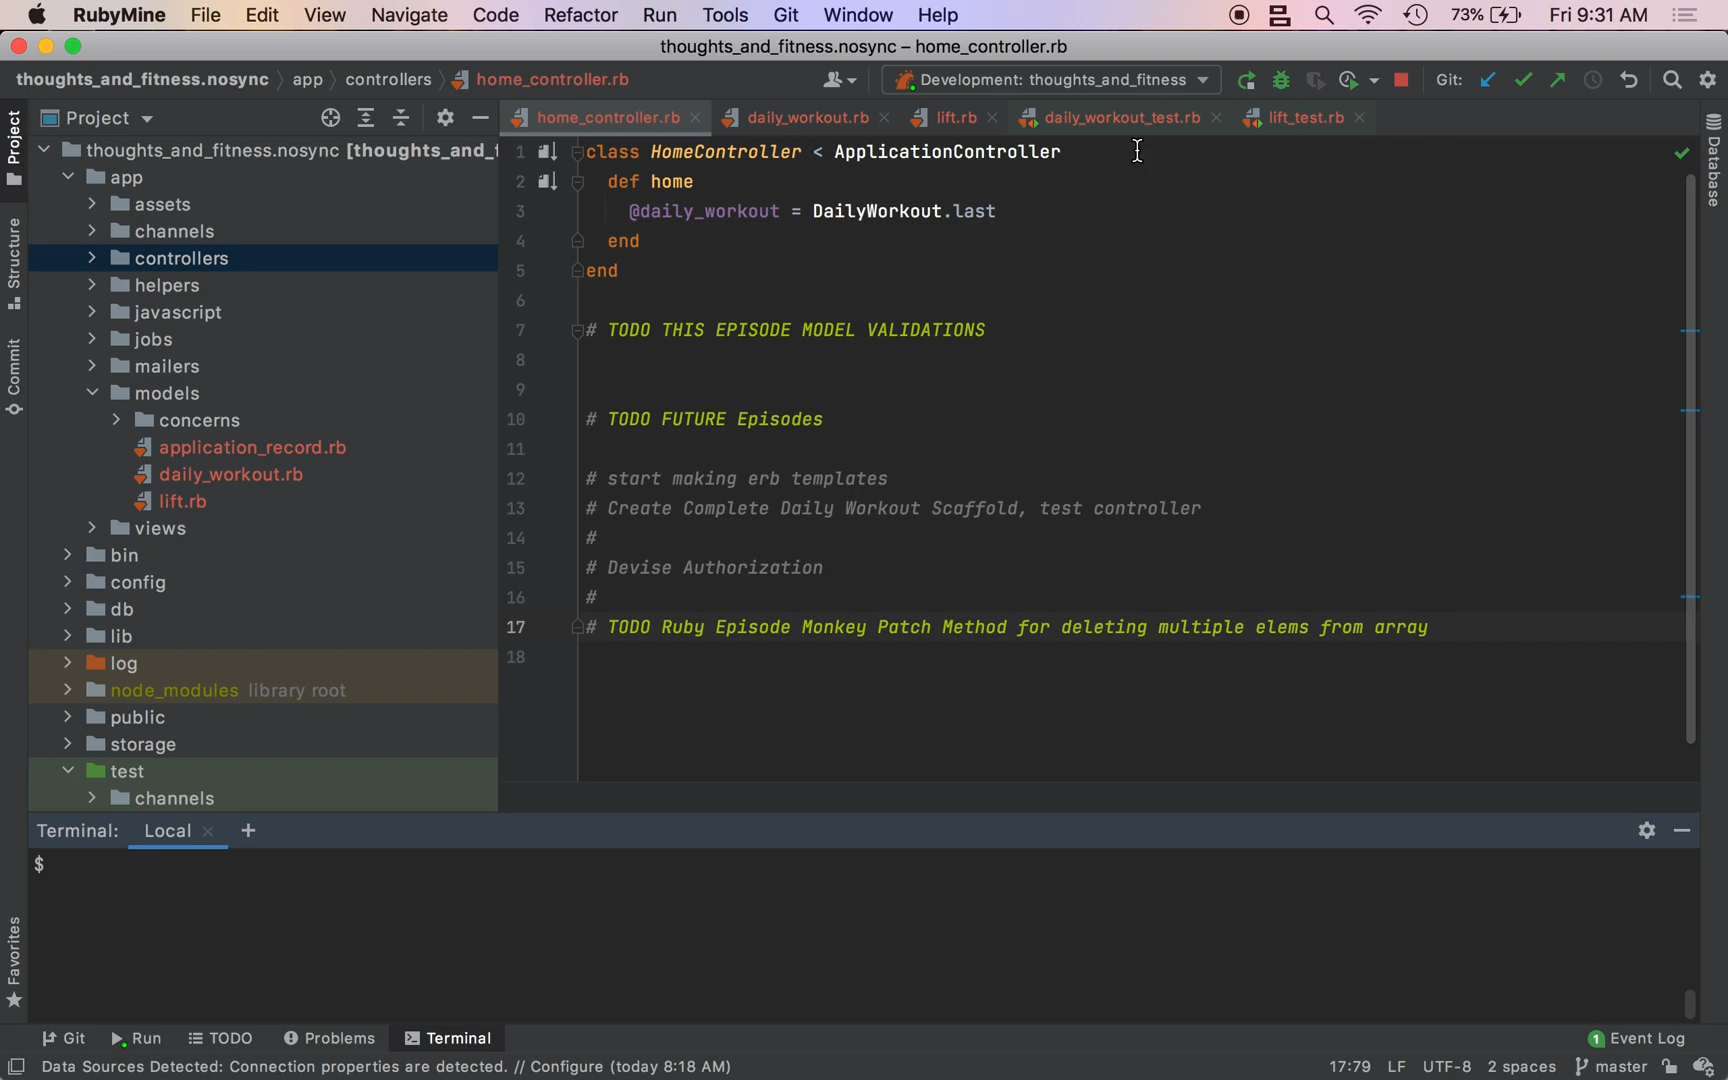 RubyMine File Edit View Navigate Code Refactor Run Tools Git Window Help 73% Fri 9:31 AM
thoughts_and_fitness.nosync – home_controller.rb
thoughts_and_fitness.nosync app controllers home_controller.rb Development: thoughts_and_fitness Git:
Project home_controller.rb daily_workout.rb lift.rb daily_workout_test.rb lift_test.rb
thoughts_and_fitness.nosync [thoughts_and_f
app
assets
channels
controllers
helpers
javascript
jobs
mailers
models
concerns
application_record.rb
daily_workout.rb
lift.rb
views
bin
config
db
lib
log
node_modules library root
public
storage
test
channels
1 class HomeController < ApplicationController
2 def home
3 @daily_workout = DailyWorkout.last
4 end
5 end
6
7 # TODO THIS EPISODE MODEL VALIDATIONS
8
9
10 # TODO FUTURE Episodes
11
12 # start making erb templates
13 # Create Complete Daily Workout Scaffold, test controller
14 #
15 # Devise Authorization
16 #
17 # TODO Ruby Episode Monkey Patch Method for deleting multiple elems from array
18
Project
Structure
Commit
Favorites
Database
Terminal: Local +
$
Git Run TODO Problems Terminal 1 Event Log
Data Sources Detected: Connection properties are detected. // Configure (today 8:18 AM) 17:79 LF UTF-8 2 spaces master